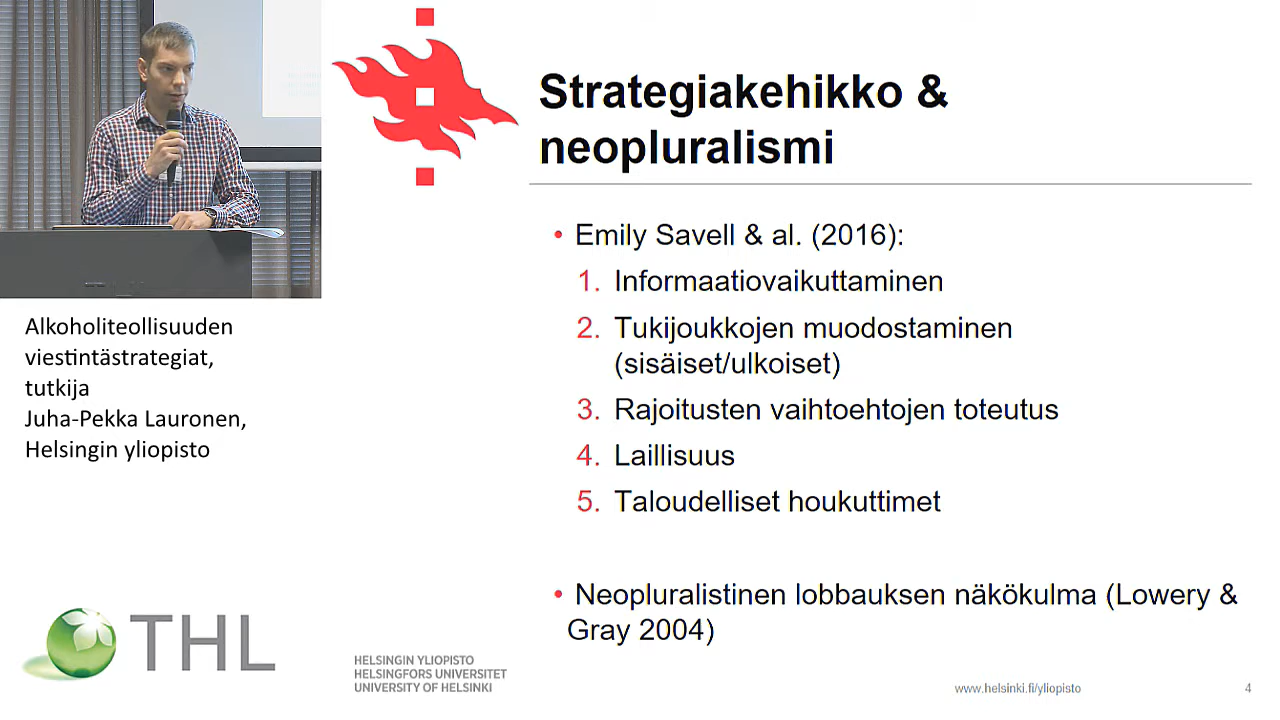 Strategiakehikko &
neopluralismi
• Emily Savell & al. (2016):
1. Informaatiovaikuttaminen
2. Tukijoukkojen muodostaminen
(sisäiset/ulkoiset)
3. Rajoitusten vaihtoehtojen toteutus
4. Laillisuus
5. Taloudelliset houkuttimet
• Neopluralistinen lobbauksen näkökulma (Lowery &
Gray 2004)
Alkoholiteollisuuden
viestintästrategiat,
tutkija
Juha-Pekka Lauronen,
Helsingin yliopisto
THL
HELSINGIN YLIOPISTO
HELSINGFORS UNIVERSITET
UNIVERSITY OF HELSINKI
www.helsinki.fi/yliopisto
4